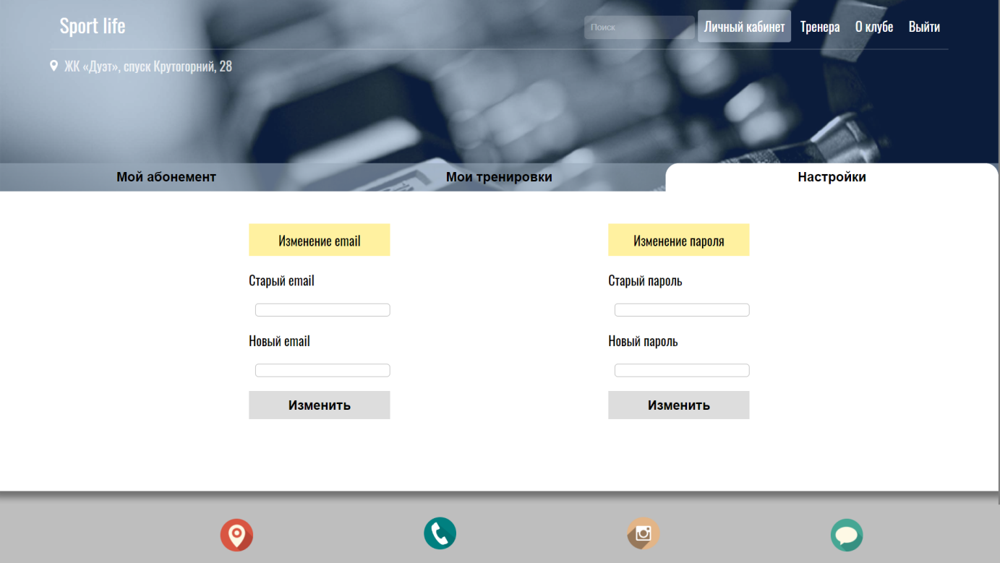 Sport life
Поиск
Личный кабинет
Тренера
О клубе
Выйти
ЖК «Дуэт», спуск Крутогорний, 28
Мой абонемент
Мои тренировки
Настройки
Изменение email
Изменение пароля
Старый email
Старый пароль
Новый email
Новый пароль
Изменить
Изменить